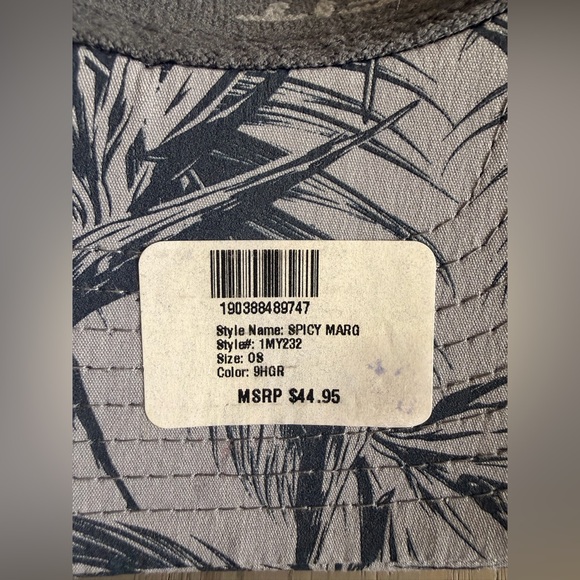 190388489747
Style Name: SPICY MARG
Style#: 1MY232
Size: OS
Color: 9HGR
MSRP $44.95